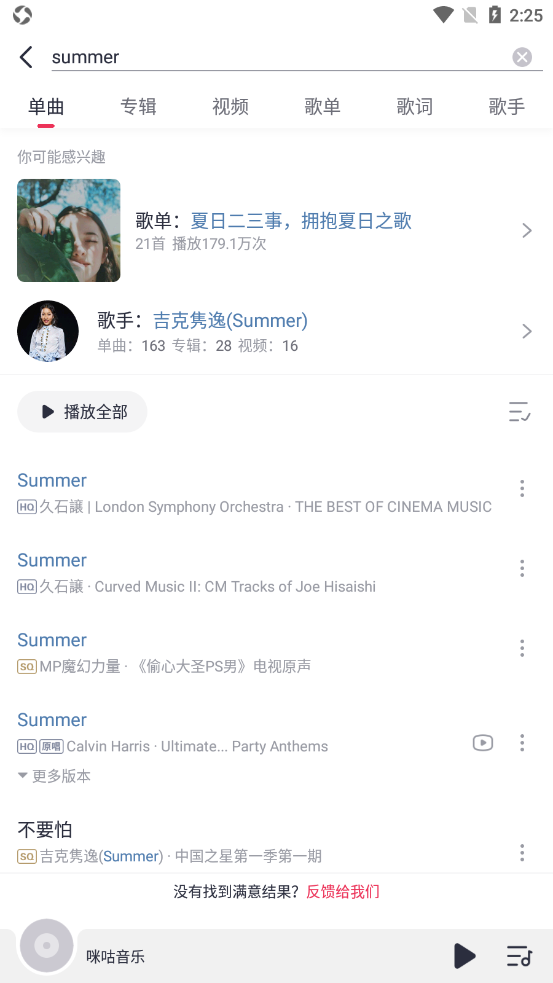 2:25
summer
单曲 专辑 视频 歌单 歌词 歌手
你可能感兴趣
歌单：夏日二三事，拥抱夏日之歌
21首 播放179.1万次
歌手：吉克隽逸(Summer)
单曲：163 专辑：28 视频：16
播放全部
Summer
HQ 久石譲 | London Symphony Orchestra · THE BEST OF CINEMA MUSIC
Summer
HQ 久石譲 · Curved Music II: CM Tracks of Joe Hisaishi
Summer
SQ MP魔幻力量 · 《偷心大圣PS男》电视原声
Summer
HQ 原唱 Calvin Harris · Ultimate... Party Anthems
更多版本
不要怕
SQ 吉克隽逸(Summer) · 中国之星第一季第一期
没有找到满意结果？反馈给我们
咪咕音乐